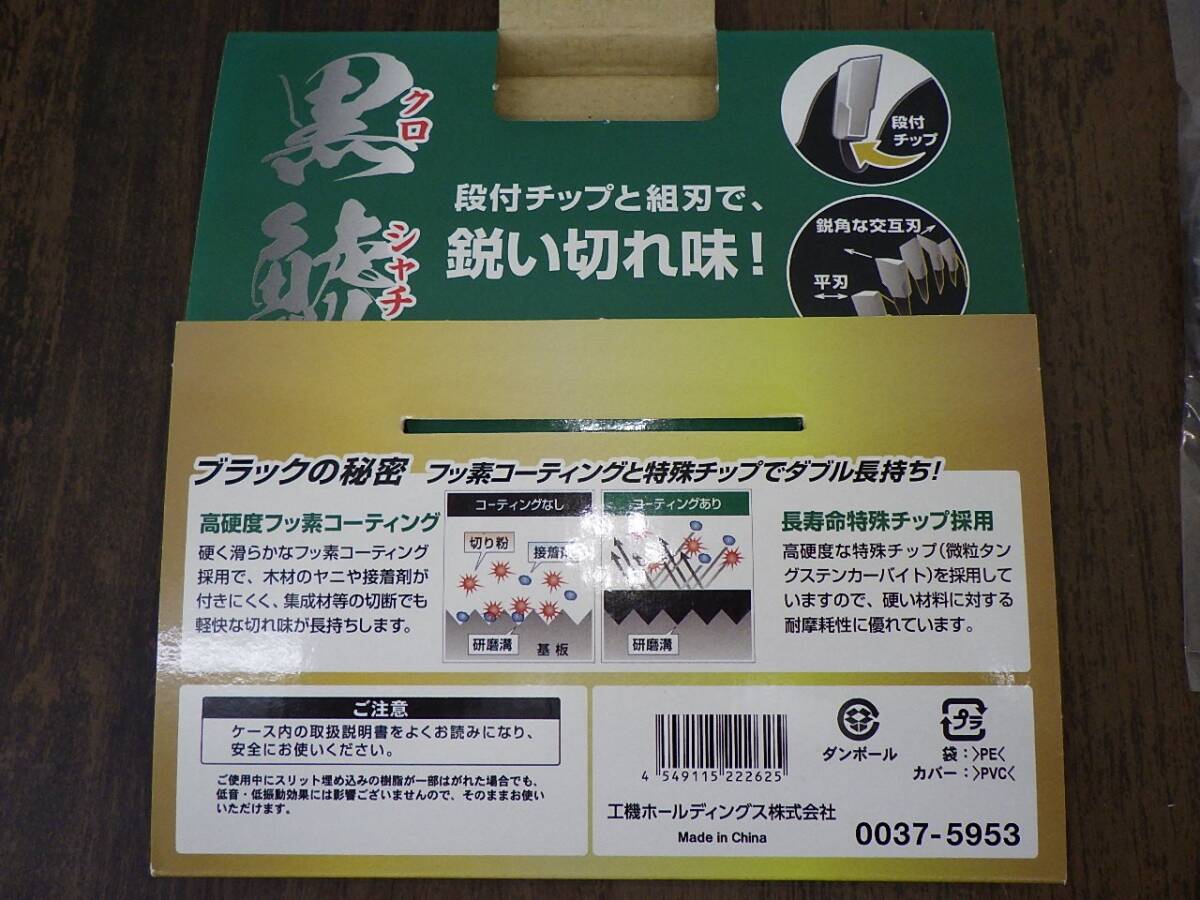 黒
クロ
鯱
シャチ
段付チップと組刃で、
鋭い切れ味!
段付
チップ
鋭角な交互刃
平刃
ブラックの秘密 フッ素コーティングと特殊チップでダブル長持ち!
高硬度フッ素コーティング
硬く滑らかなフッ素コーティング
採用で、木材のヤニや接着剤が
付きにくく、集成材等の切断でも
軽快な切れ味が長持ちします。
コーティングなし
切り粉
接着剤
研磨溝
基板
コーティングあり
研磨溝
長寿命特殊チップ採用
高硬度な特殊チップ(微粒タン
グステンカーバイト)を採用して
いますので、硬い材料に対する
耐摩耗性に優れています。
ご注意
ケース内の取扱説明書をよくお読みになり、
安全にお使いください。
ご使用中にスリット埋め込みの樹脂が一部はがれた場合でも、
低音・低振動効果には影響ございませんので、そのままお使い
いただけます。
4 549115 222625
ダンボール
プラ
袋:>PE<
カバー:>PVC<
工機ホールディングス株式会社
Made in China
0037-5953